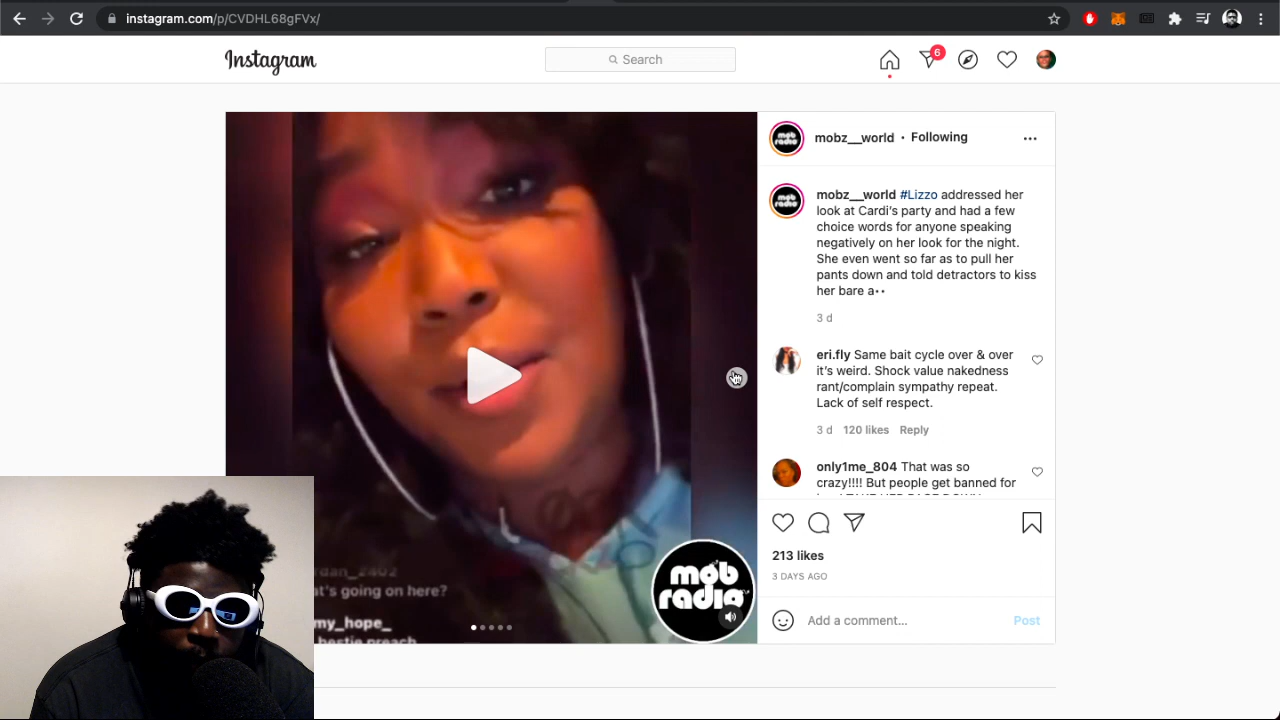 instagram.com/p/CVDHL68gFVx/
Instagram
Search
6
mobz__world • Following
mobz__world #Lizzo addressed her
look at Cardi's party and had a few
choice words for anyone speaking
negatively on her look for the night.
She even went so far as to pull her
pants down and told detractors to kiss
her bare a••
3 d
eri.fly Same bait cycle over & over
it's weird. Shock value nakedness
rant/complain sympathy repeat.
Lack of self respect.
3 d 120 likes Reply
only1me_804 That was so
crazy!!!! But people get banned for
213 likes
3 DAYS AGO
Add a comment...
Post
what's going on here?
my_hope_
bestie preach
mob
radio